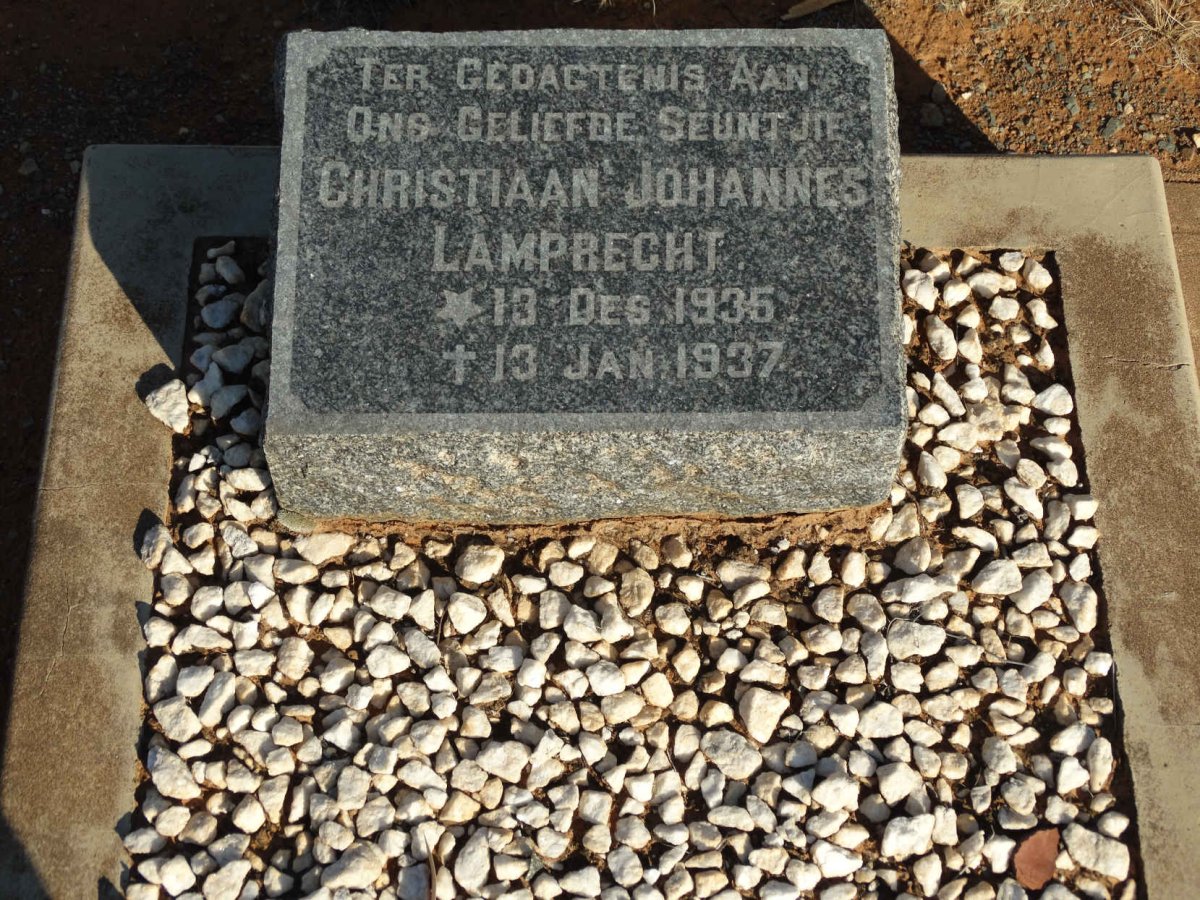 Ter Gedagtenis Aan
Ons Geliefde Seuntjie
Christiaan Johannes
Lamprecht
★ 13 Des 1935
✝ 13 Jan 1937